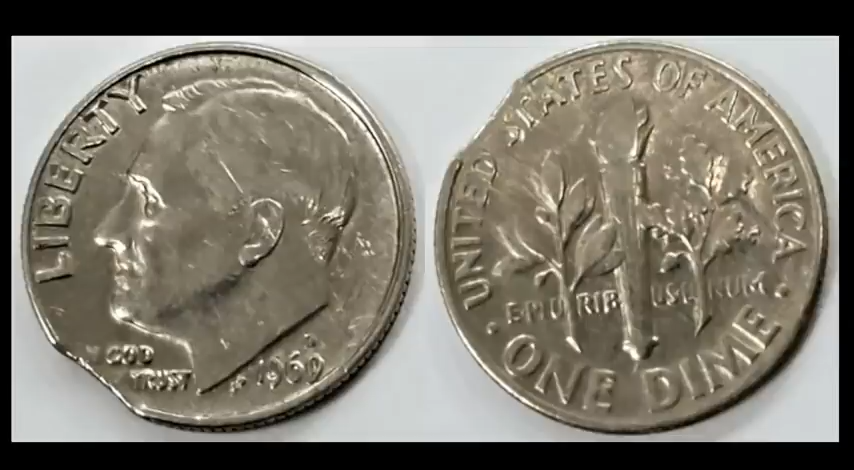 LIBERTY
GOD
TRUST
1969
D
UNITED STATES OF AMERICA
E PLURIBUS UNUM
ONE DIME